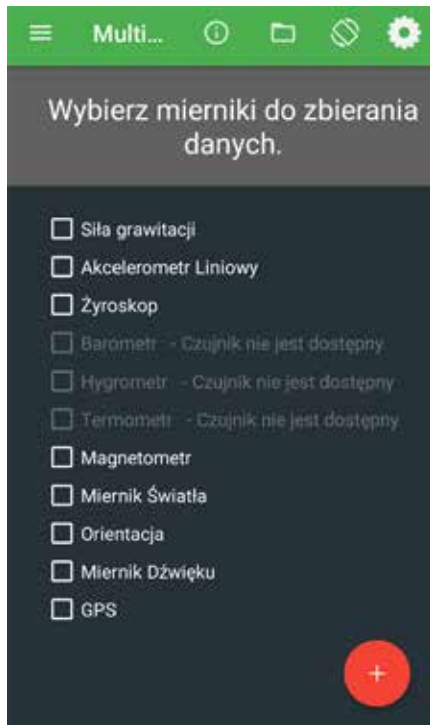 Multi...
Wybierz mierniki do zbierania
danych.
Siła grawitacji
Akcelerometr Liniowy
Żyroskop
Barometr - Czujnik nie jest dostępny
Hygrometr - Czujnik nie jest dostępny
Termometr - Czujnik nie jest dostępny
Magnetometr
Miernik Światła
Orientacja
Miernik Dźwięku
GPS